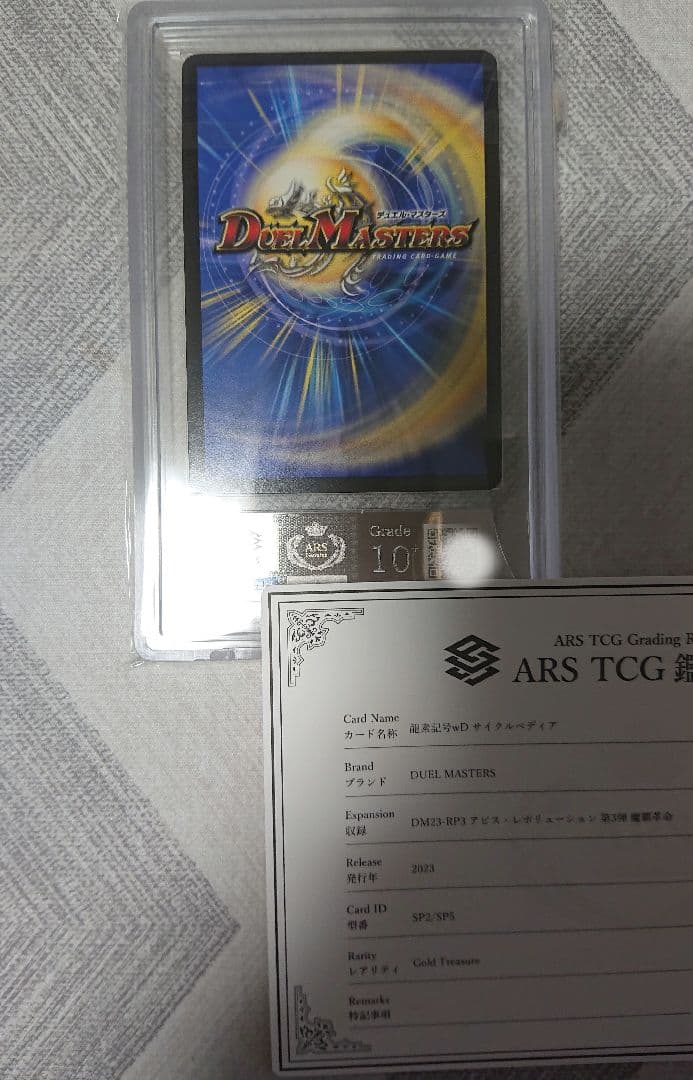 デュエル・マスターズ
DUEL MASTERS
TRADING CARD GAME
ARS
Grade
10+
ARS TCG Grading R
ARS TCG 鑑
Card Name
カード名称 龍素記号wD サイクルペディア
Brand
ブランド DUEL MASTERS
Expansion
収録 DM23-RP3 アビス・レボリューション 第3弾 魔覇革命
Release
発行年 2023
Card ID
型番 SP2/SP5
Rarity
レアリティ Gold Treasure
Remarks
特記事項